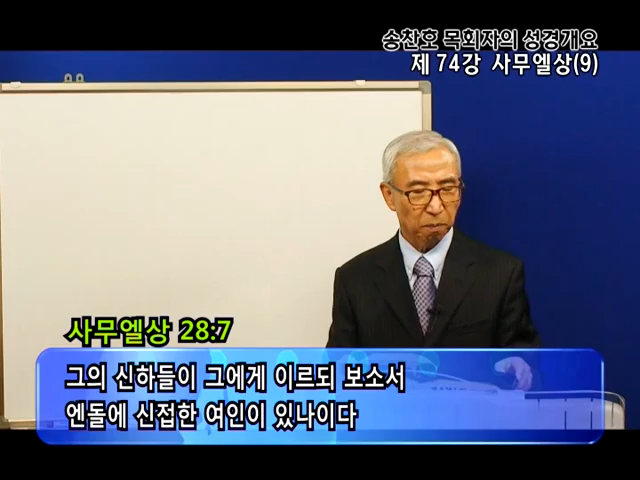 송찬호 목회자의 성경개요
제 74강 사무엘상(9)
사무엘상 28:7
그의 신하들이 그에게 이르되 보소서
엔돌에 신접한 여인이 있나이다